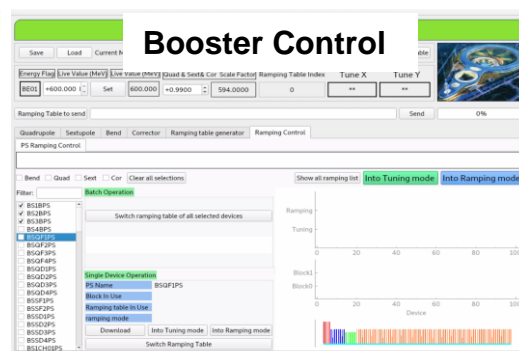 Booster Control
Save Load Current M
Energy Flag Live Value (MeV) Live Value (MeV) Quad & Sext& Cor Scale Factor Ramping Table Index Tune X Tune Y
BE01 +600.000 Set 600.000 +0.9900 594.0000 0 ** **
Ramping Table to send Send 0%
Quadrupole Sextupole Bend Corrector Ramping table generator Ramping Control
PS Ramping Control
Bend Quad Sext Cor Clear all selections Show all ramping list Into Tuning mode Into Ramping mode
Filter: Batch Operation
BS1BPS
BS2BPS
BS3BPS
BS4BPS
BSQF1PS
BSQF2PS
BSQF3PS
BSQF4PS
BSQD1PS
BSQD2PS
BSQD3PS
BSQD4PS
BSSF1PS
BSSF2PS
BSSD1PS
BSSD2PS
BSSD3PS
BSSD4PS
BS1CH01PS
Switch ramping table of all selected devices
Single Device Operation
PS Name BSQF1PS
Block In Use
Ramping table In Use
ramping mode
Download Into Tuning mode Into Ramping mode
Switch Ramping Table
Ramping
Tuning
0 20 40 60 80 100
Block1
Block0
0 20 40 60 80 100
Device